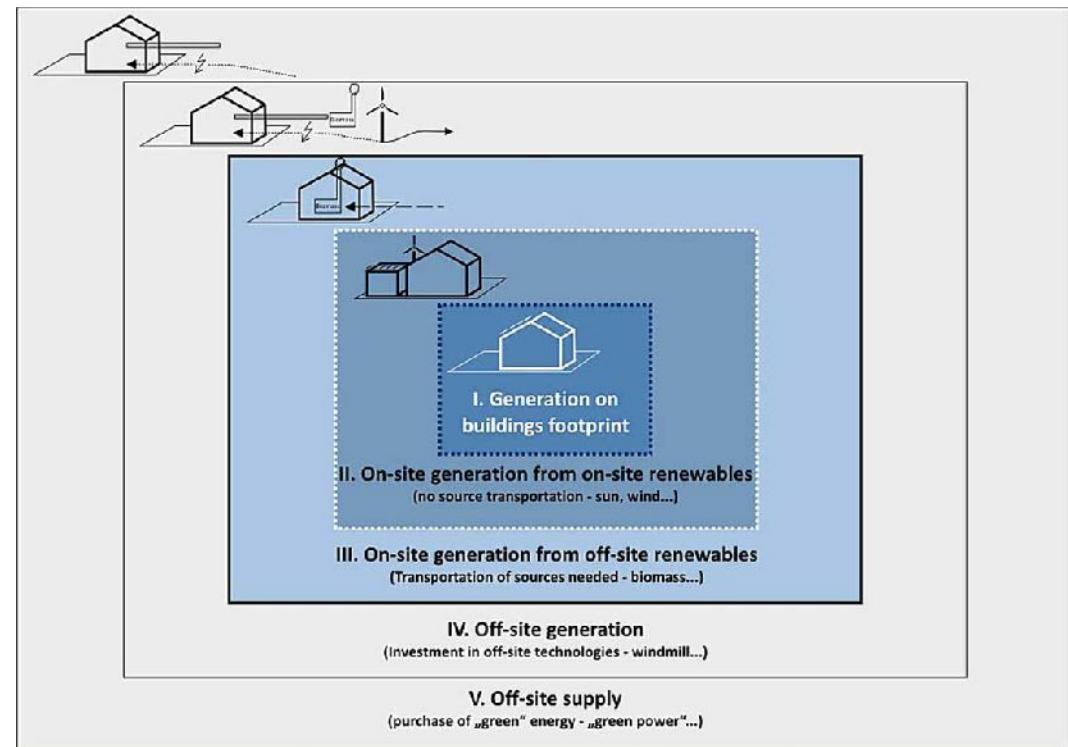 Biomass
Biomass
I. Generation on
buildings footprint
II. On-site generation from on-site renewables
(no source transportation - sun, wind...)
III. On-site generation from off-site renewables
(Transportation of sources needed - biomass...)
IV. Off-site generation
(Investment in off-site technologies - windmill...)
V. Off-site supply
(purchase of „green“ energy - „green power“...)